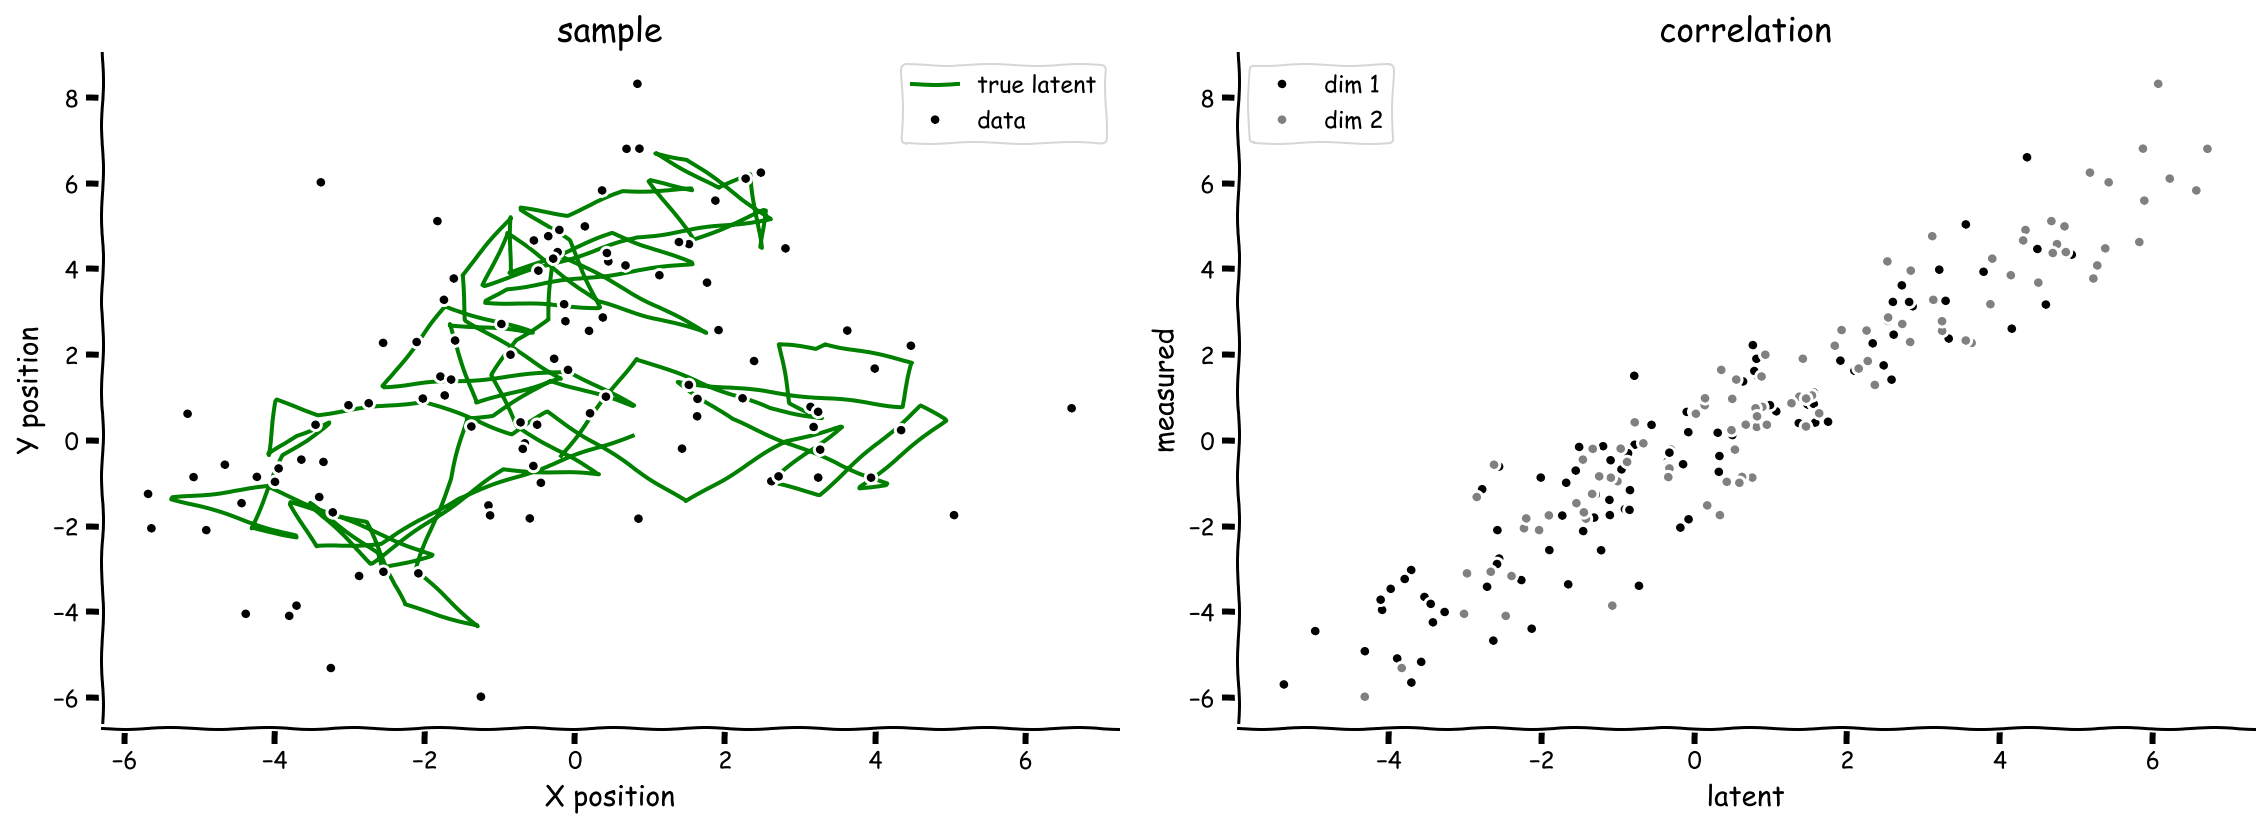 sample
true latent
data
8
6
4
2
0
−2
−4
−6
Y position
−6
−4
−2
0
2
4
6
X position
correlation
dim 1
dim 2
8
6
4
2
0
−2
−4
−6
measured
−4
−2
0
2
4
6
latent